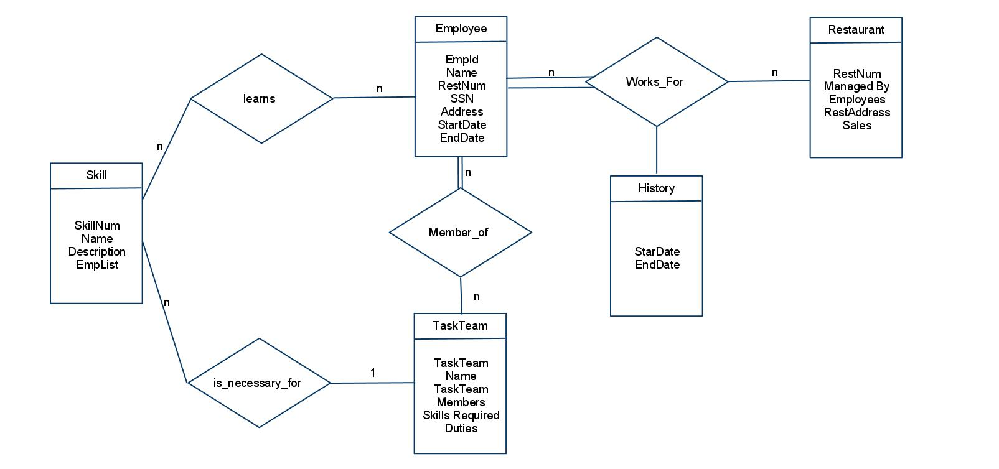 Employee
EmpId
Name
RestNum
SSN
Address
StartDate
EndDate
Restaurant
RestNum
Managed By
Employees
RestAddress
Sales
n
Works_For
n
learns
n
n
Skill
SkillNum
Name
Description
EmpList
n
Member_of
n
History
StarDate
EndDate
n
is_necessary_for
1
TaskTeam
TaskTeam
Name
TaskTeam
Members
Skills Required
Duties